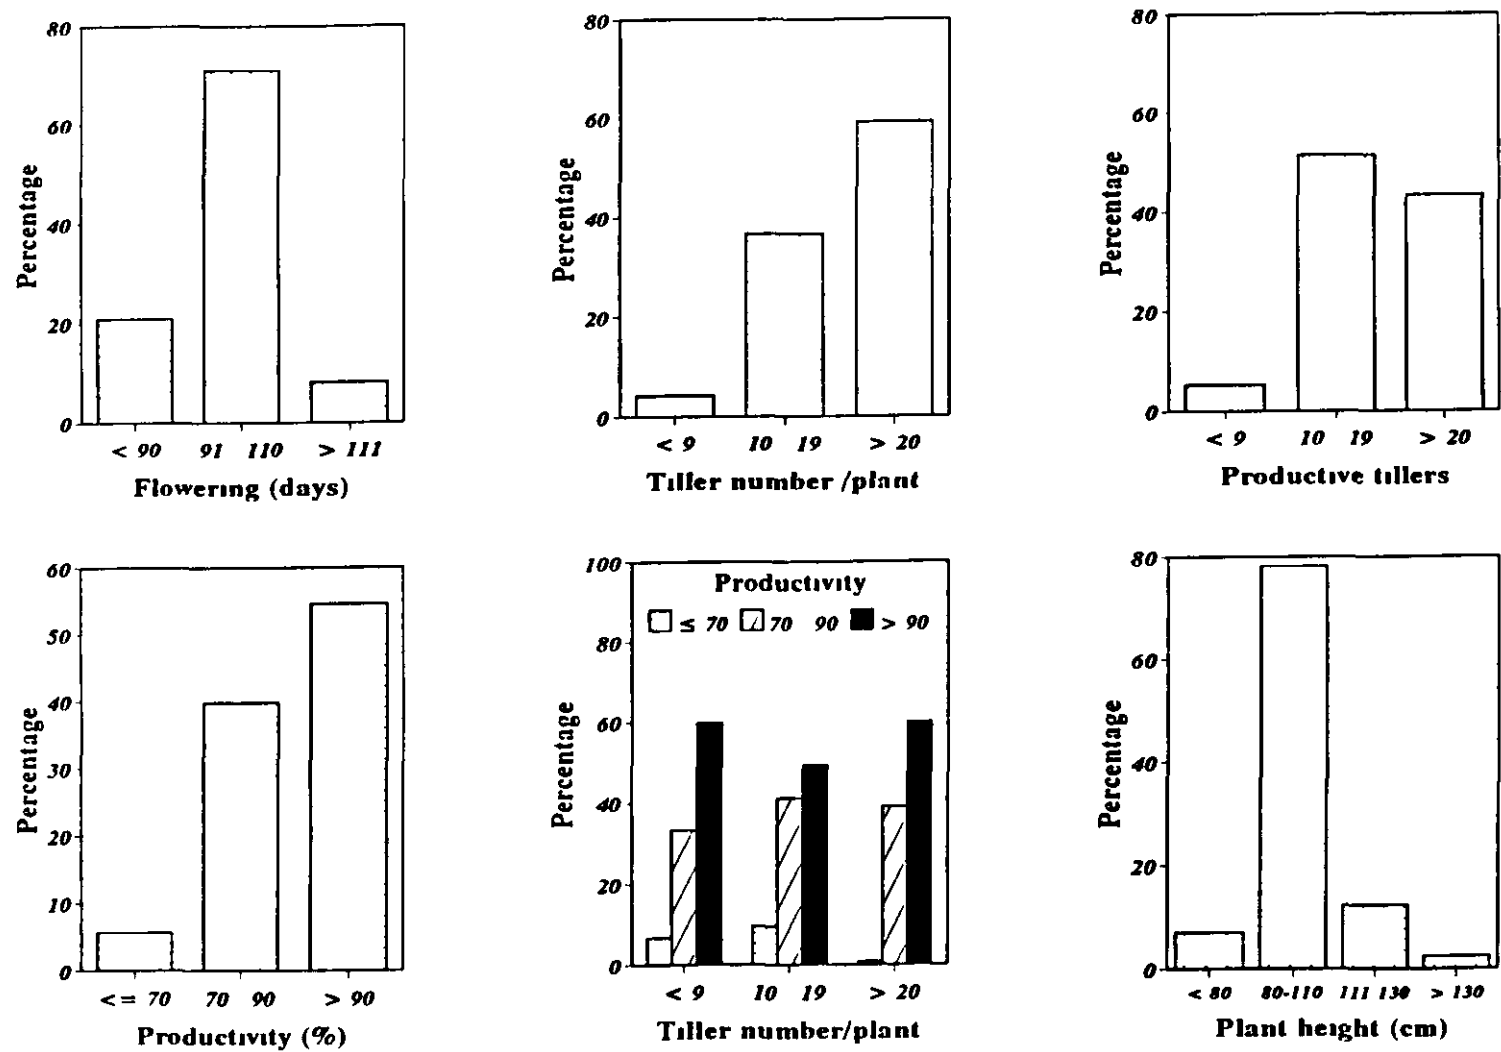 80
60
40
20
0
Percentage
< 90 91 110 > 111
Flowering (days)
80
60
40
20
0
Percentage
< 9 10 19 > 20
Tiller number /plant
80
60
40
20
0
Percentage
< 9 10 19 > 20
Productive tillers
60
50
40
30
20
10
0
Percentage
<= 70 70 90 > 90
Productivity (%)
100
80
60
40
20
0
Percentage
Productivity
≤ 70 70 90 > 90
< 9 10 19 > 20
Tiller number/plant
80
60
40
20
0
Percentage
< 80 80-110 111 130 > 130
Plant height (cm)